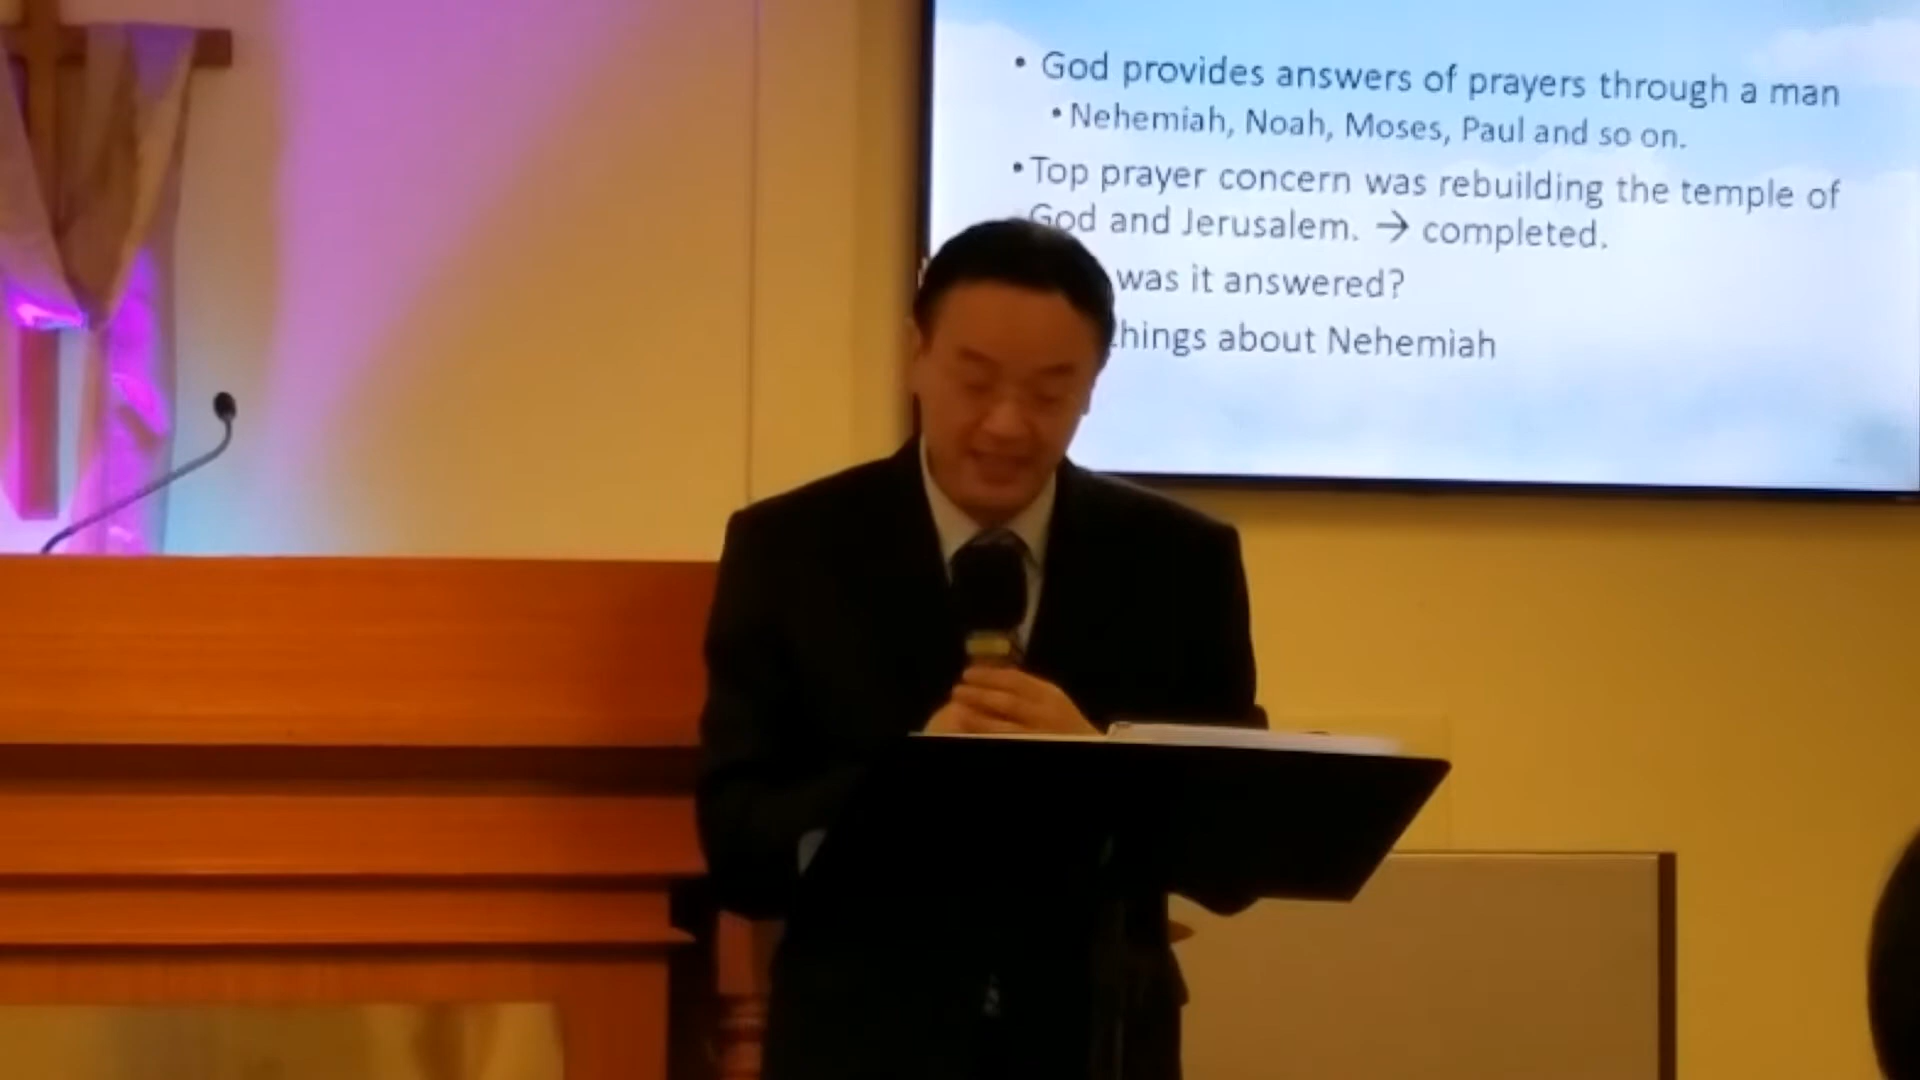 • God provides answers of prayers through a man
• Nehemiah, Noah, Moses, Paul and so on.
• Top prayer concern was rebuilding the temple of
God and Jerusalem. → completed.
was it answered?
things about Nehemiah